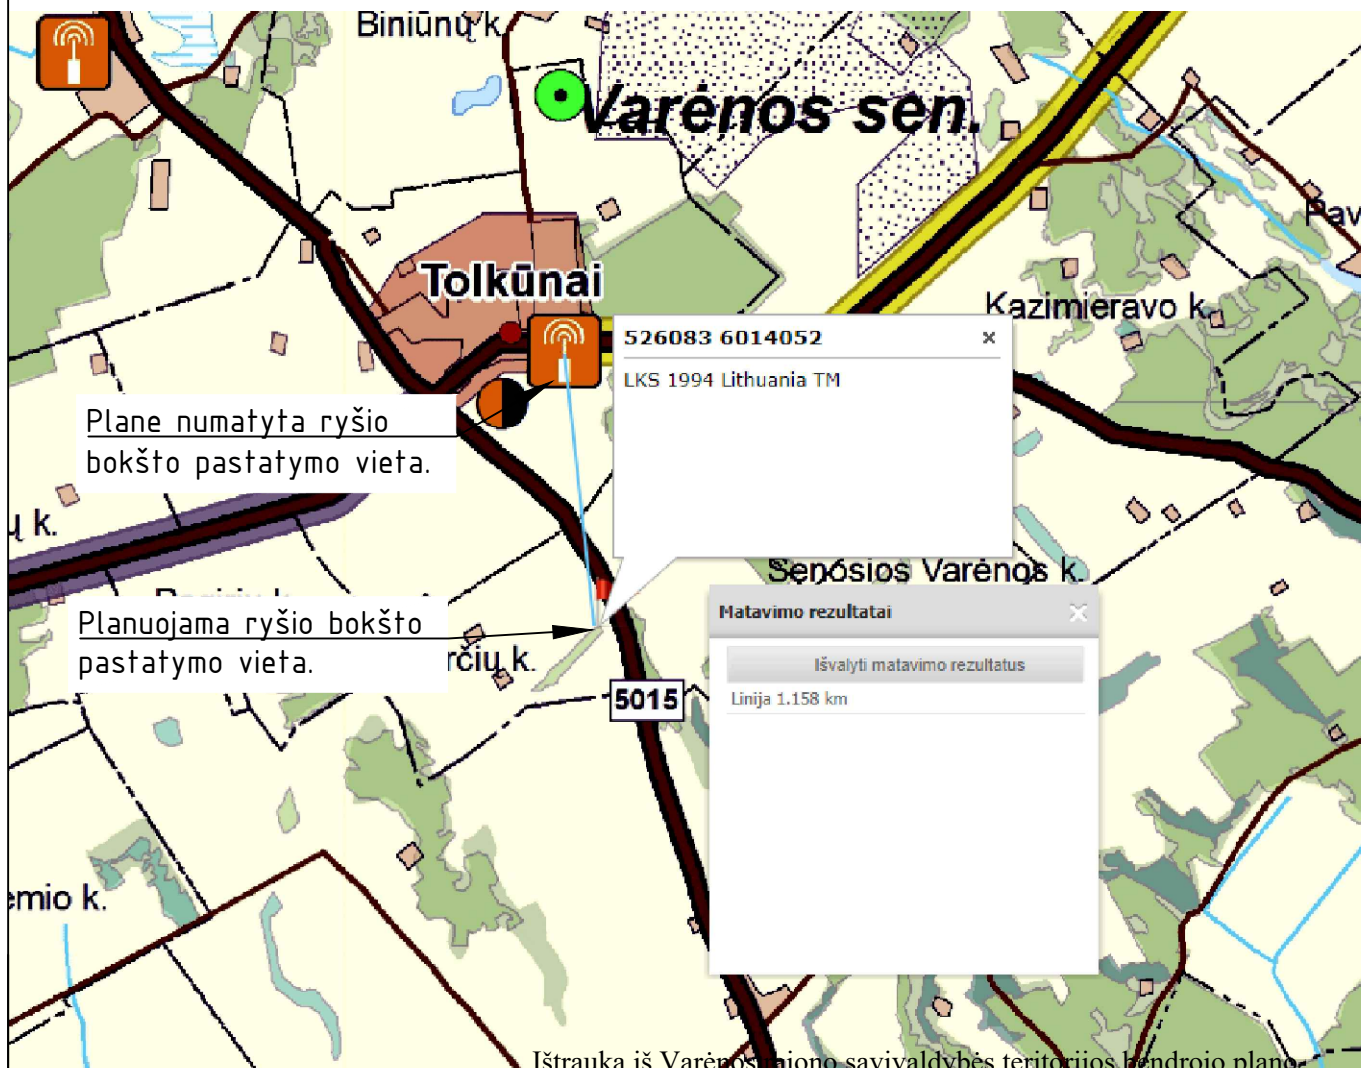 Biniūnų k.
Varėnos sen.
Pav
Tolkūnai
Kazimieravo k.
526083 6014052
LKS 1994 Lithuania TM
Plane numatyta ryšio
bokšto pastatymo vieta.
ų k.
Senosios Varėnos k.
Matavimo rezultatai
Planuojama ryšio bokšto
pastatymo vieta.
rčių k.
Išvalyti matavimo rezultatus
5015
Linija 1.158 km
emio k.
Ištrauka iš Varėnos rajono savivaldybės teritorijos bendrojo plano